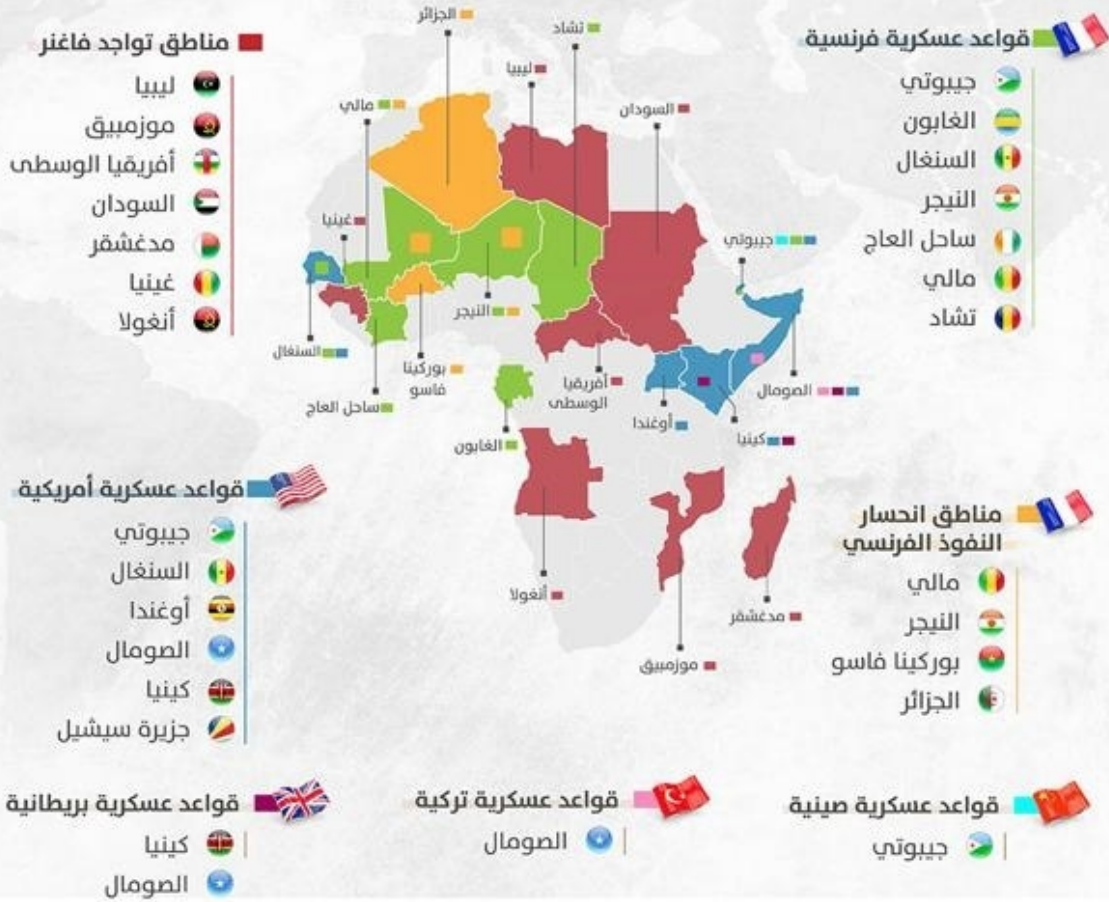 قواعد عسكرية فرنسية
جيبوتي
الغابون
السنغال
النيجر
ساحل العاج
مالي
تشاد
مناطق تواجد فاغنر
ليبيا
موزمبيق
أفريقيا الوسطى
السودان
مدغشقر
غينيا
أنغولا
الجزائر
تشاد
ليبيا
مالي
السودان
غينيا
جيبوتي
النيجر
السنغال
بوركينا
فاسو
أفريقيا
الوسطى
الصومال
ساحل العاج
أوغندا
كينيا
الغابون
أنغولا
مدغشقر
موزمبيق
مناطق انحسار
النفوذ الفرنسي
مالي
النيجر
بوركينا فاسو
الجزائر
قواعد عسكرية أمريكية
جيبوتي
السنغال
أوغندا
الصومال
كينيا
جزيرة سيشيل
قواعد عسكرية صينية
جيبوتي
قواعد عسكرية تركية
الصومال
قواعد عسكرية بريطانية
كينيا
الصومال